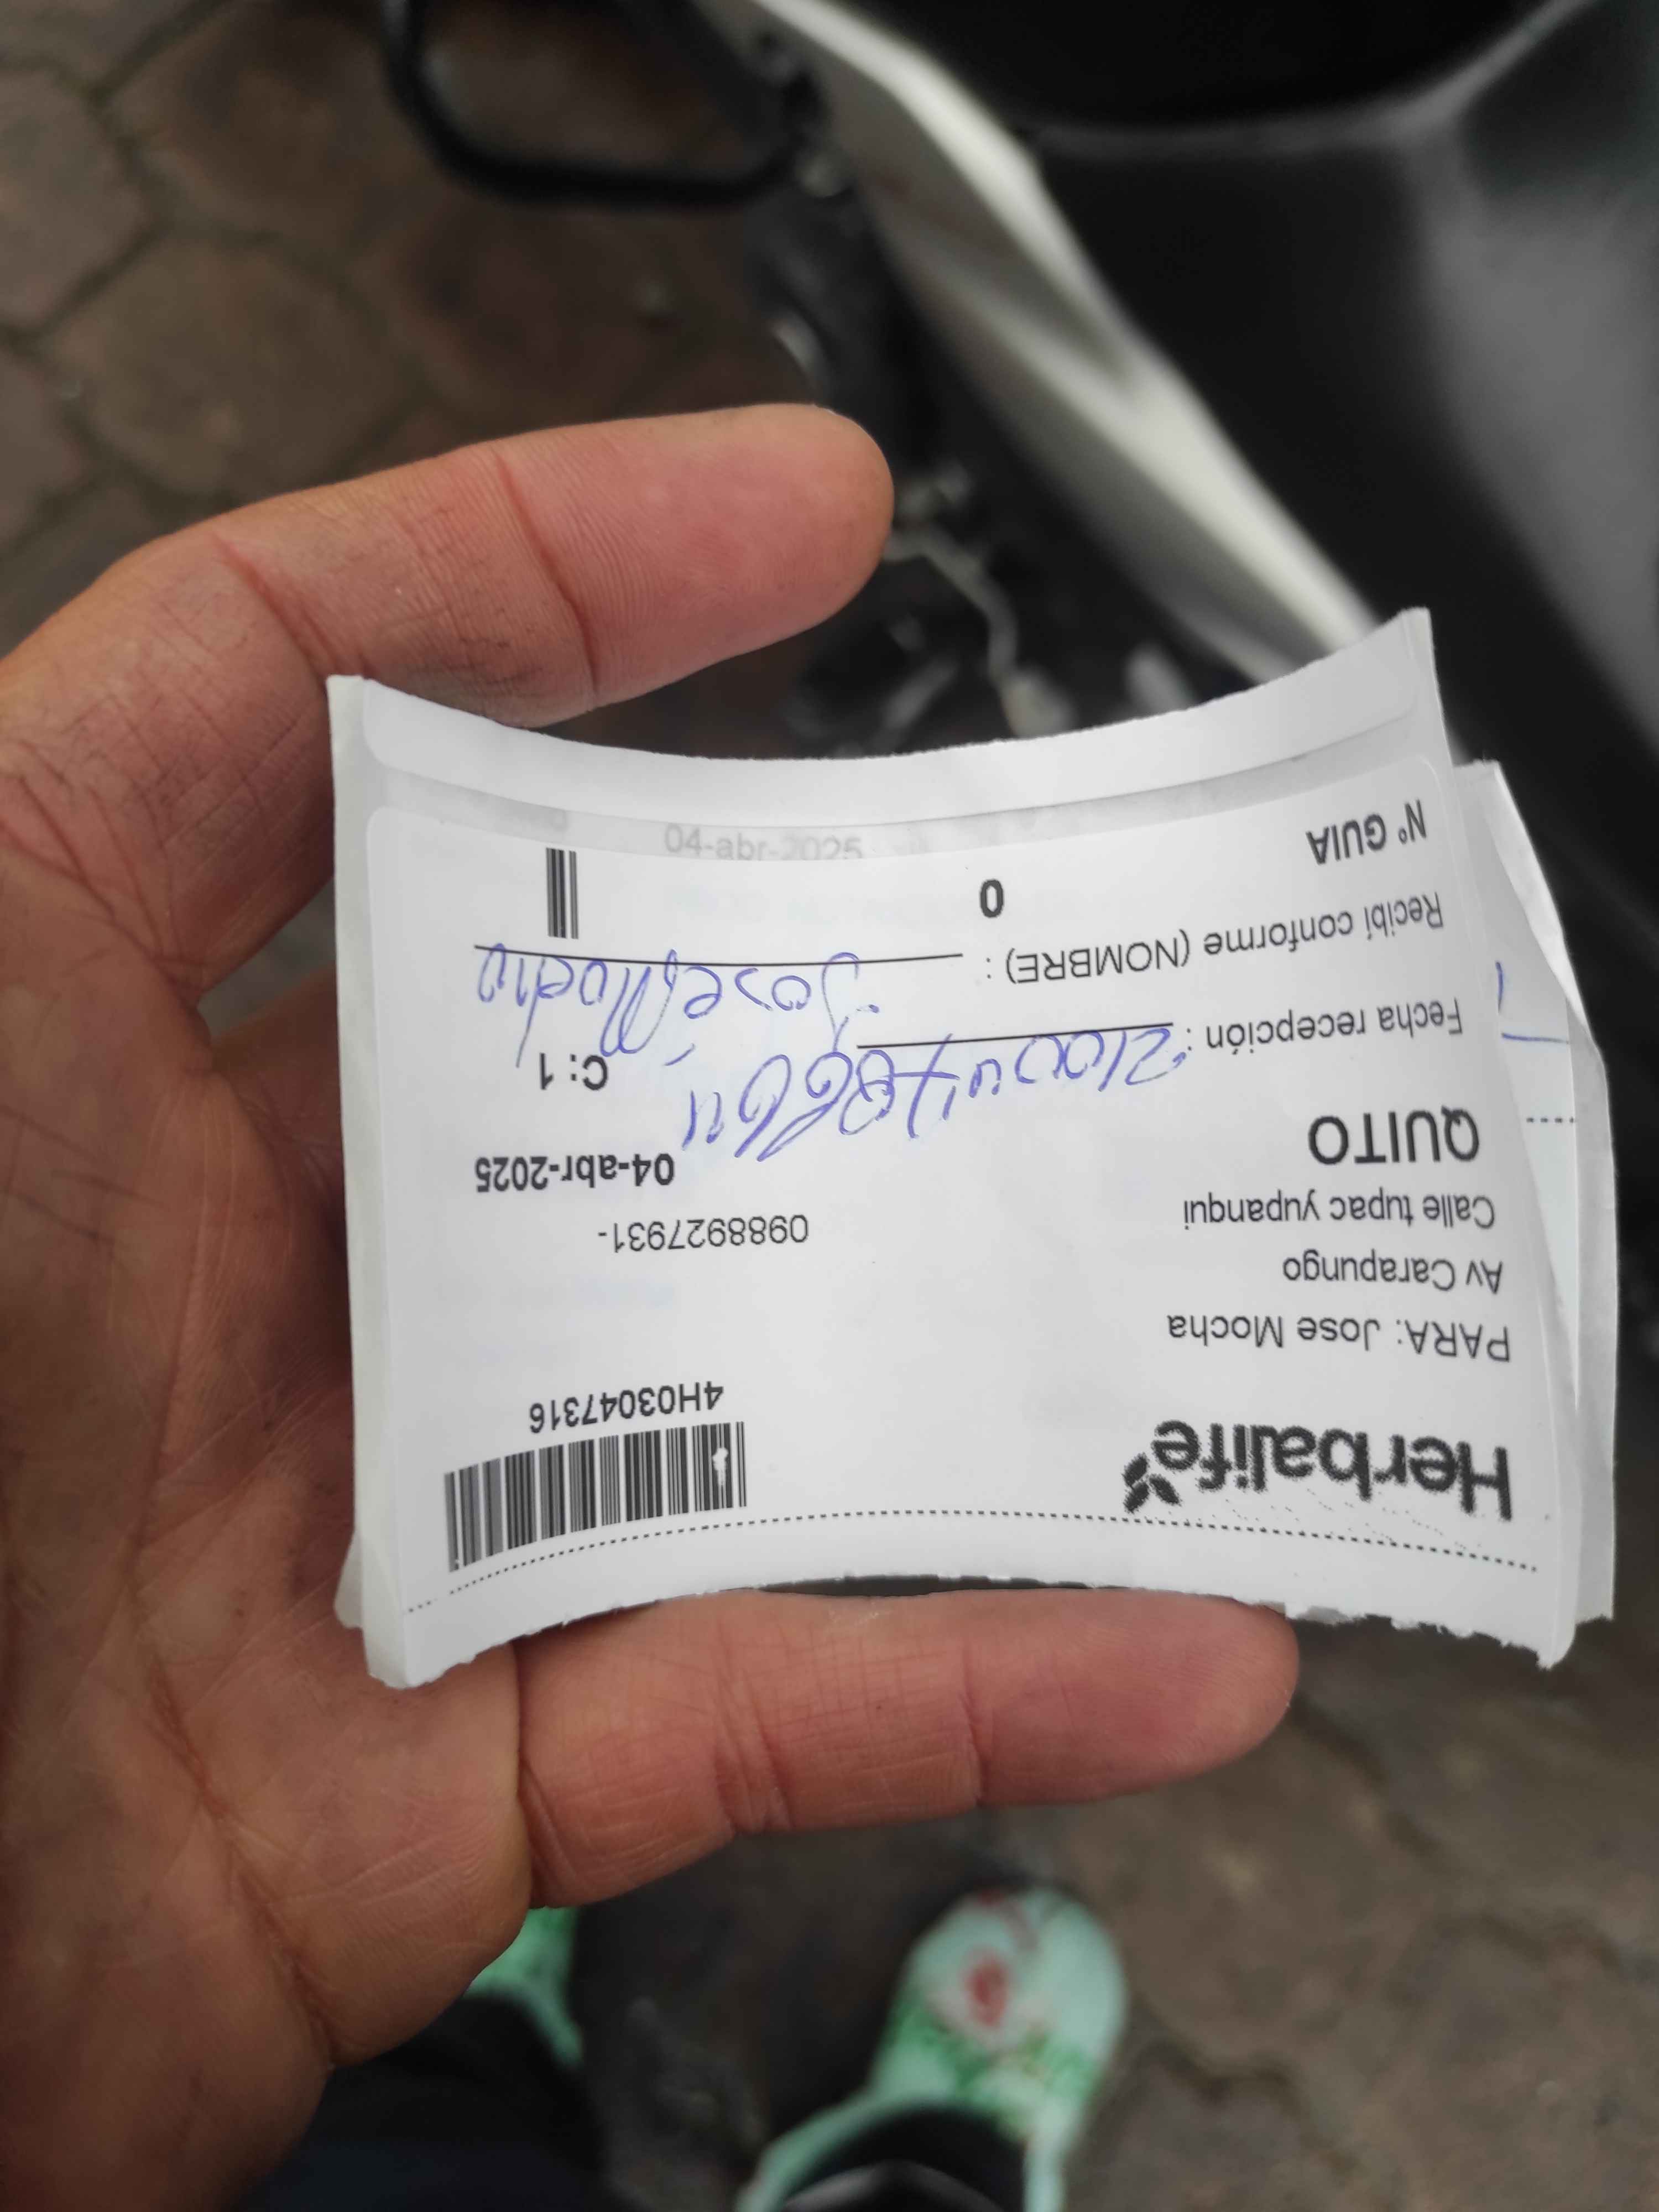 Herbalife
4H03047316
PARA: Jose Mocha
Av Carapungo
0988927931-
Calle tupac yupanqui
QUITO
04-abr-2025
C: 1
Fecha recepción :
Recibí conforme (NOMBRE) : José Mocha
N° GUIA
0
04-abr-2025